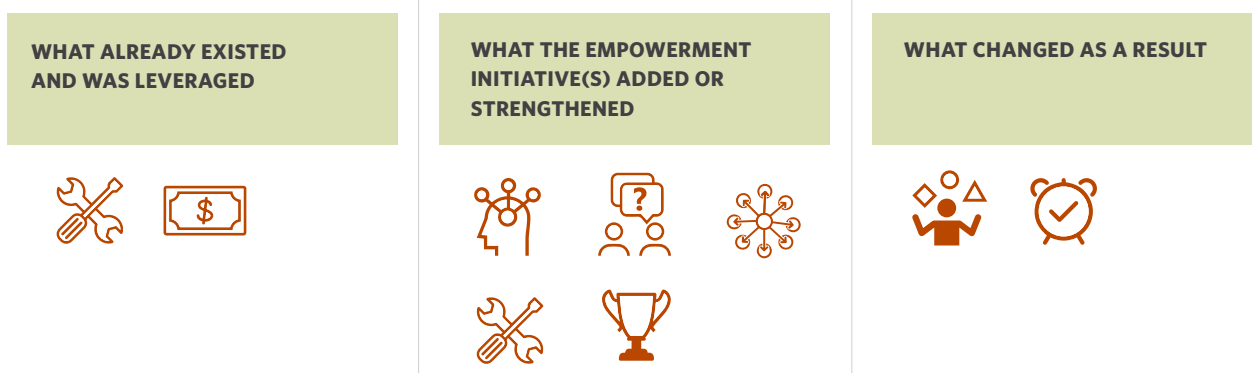 WHAT ALREADY EXISTED
AND WAS LEVERAGED
WHAT THE EMPOWERMENT
INITIATIVE(S) ADDED OR
STRENGTHENED
WHAT CHANGED AS A RESULT
$
?